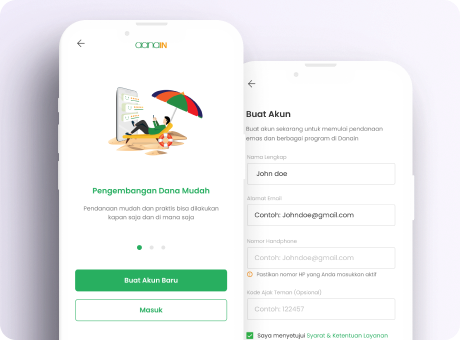 DANAIN
Pengembangan Dana Mudah
Pendanaan mudah dan praktis bisa dilakukan
kapan saja dan di mana saja
Buat Akun Baru
Masuk
Buat Akun
Buat akun sekarang untuk memulai pendanaan
emas dan berbagai program di Danain
Nama Lengkap
John doe
Alamat Email
Contoh: Johndoe@gmail.com
Nomor Handphone
Contoh: Johndoe@gmail.com
Pastikan nomor HP yang Anda masukkan aktif
Kode Ajak Teman (Opsional)
Contoh: 122457
Saya menyetujui Syarat & Ketentuan Layanan